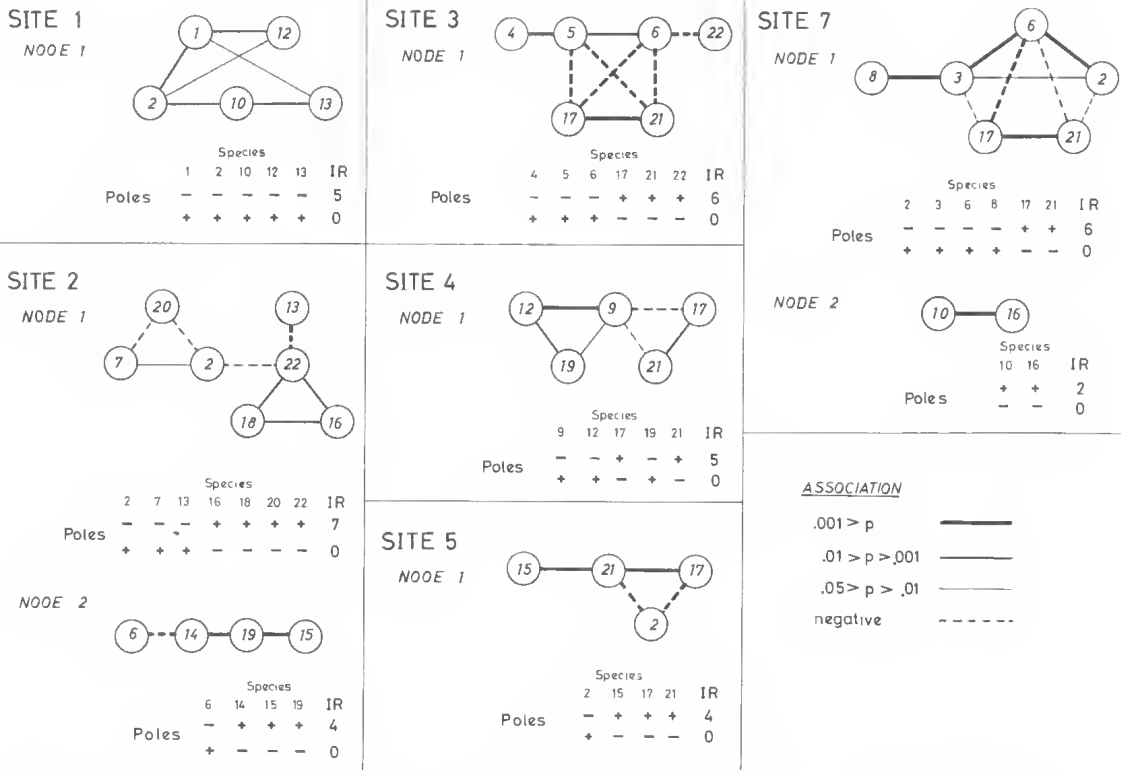 SITE 1
NOOE 1
1 12
2 10 13
Species
1 2 10 12 13 IR
Poles − − − − − 5
+ + + + + 0
SITE 2
NODE 1
20 13
7 2 22
18 16
Species
2 7 13 16 18 20 22 IR
Poles − − − + + + + 7
+ + + − − − − 0
NOOE 2
6 14 19 15
Species
6 14 15 19 IR
Poles − + + + 4
+ − − − 0
SITE 3
NODE 1
4 5 6 22
17 21
Species
4 5 6 17 21 22 IR
Poles − − − + + + 6
+ + + − − − 0
SITE 4
NODE 1
12 9 17
19 21
Species
9 12 17 19 21 IR
Poles − − + − + 5
+ + − + − 0
SITE 5
NOOE 1
15 21 17
2
Species
2 15 17 21 IR
Poles − + + + 4
+ − − − 0
SITE 7
NODE 1
6
8 3 2
17 21
Species
2 3 6 8 17 21 IR
Poles − − − − + + 6
+ + + + − − 0
NODE 2
10 16
Species
10 16 IR
Poles + + 2
− − 0
ASSOCIATION
.001 > p
.01 > p > .001
.05 > p > .01
negative